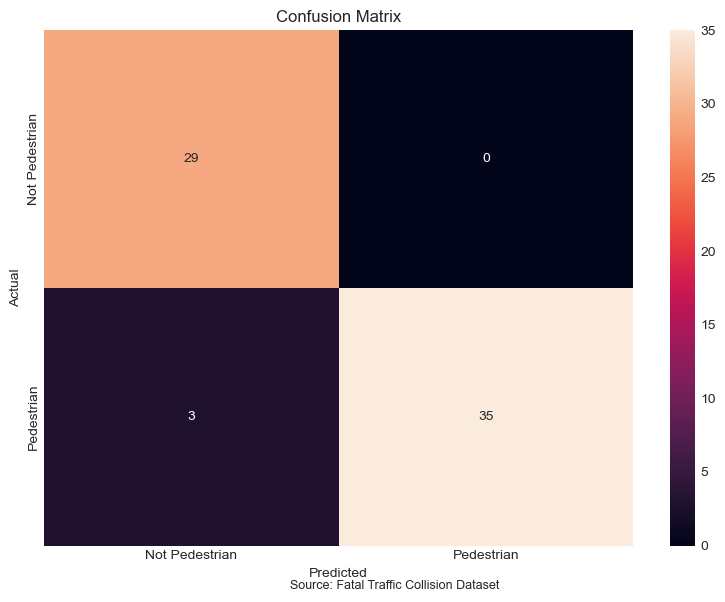 Confusion Matrix
Not Pedestrian
Pedestrian
Actual
29
0
3
35
Not Pedestrian
Pedestrian
Predicted
Source: Fatal Traffic Collision Dataset
35
30
25
20
15
10
5
0